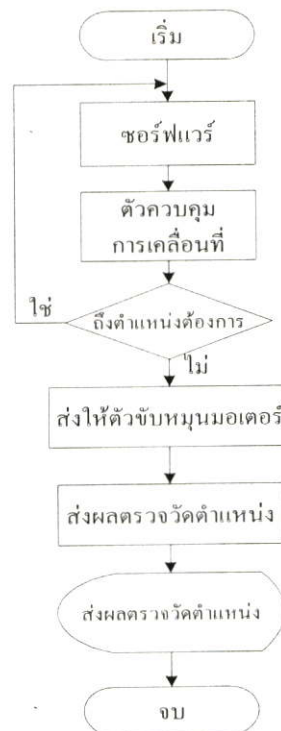 เริ่ม
ซอร์ฟแวร์
ตัวควบคุม
การเคลื่อนที่
ใช่
ถึงตำแหน่งต้องการ
ไม่
ส่งให้ตัวขับหมุนมอเตอร์
ส่งผลตรวจวัดตำแหน่ง
ส่งผลตรวจวัดตำแหน่ง
จบ